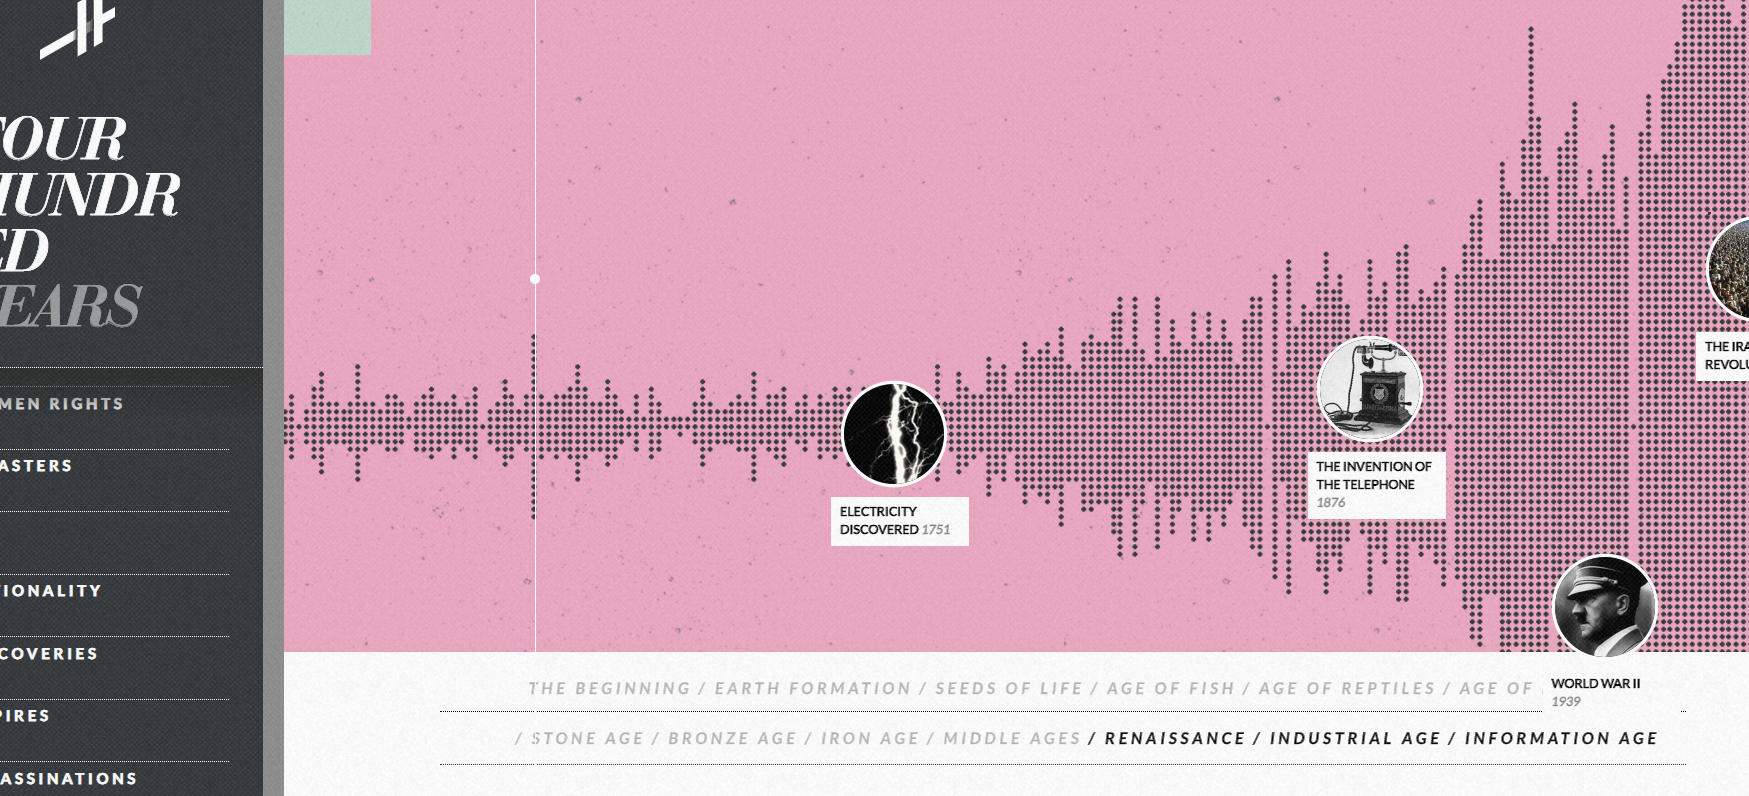 OUR
HUNDR
ED
EARS
MEN RIGHTS
ASTERS
IONALITY
COVERIES
PIRES
ASSINATIONS
ELECTRICITY
DISCOVERED 1751
THE INVENTION OF
THE TELEPHONE
1876
THE IRA
REVOLU
WORLD WAR II
1939
THE BEGINNING / EARTH FORMATION / SEEDS OF LIFE / AGE OF FISH / AGE OF REPTILES / AGE OF
/ STONE AGE / BRONZE AGE / IRON AGE / MIDDLE AGES / RENAISSANCE / INDUSTRIAL AGE / INFORMATION AGE